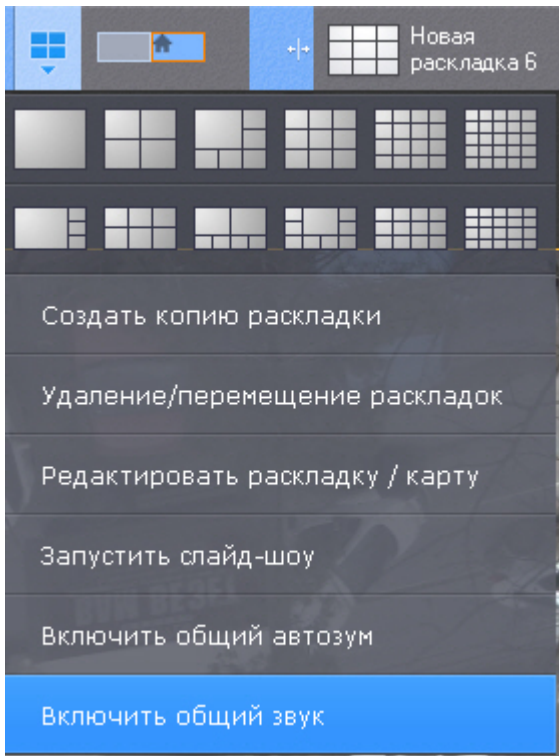 Новая
раскладка 6
Создать копию раскладки
Удаление/перемещение раскладок
Редактировать раскладку / карту
Запустить слайд-шоу
Включить общий автозум
Включить общий звук